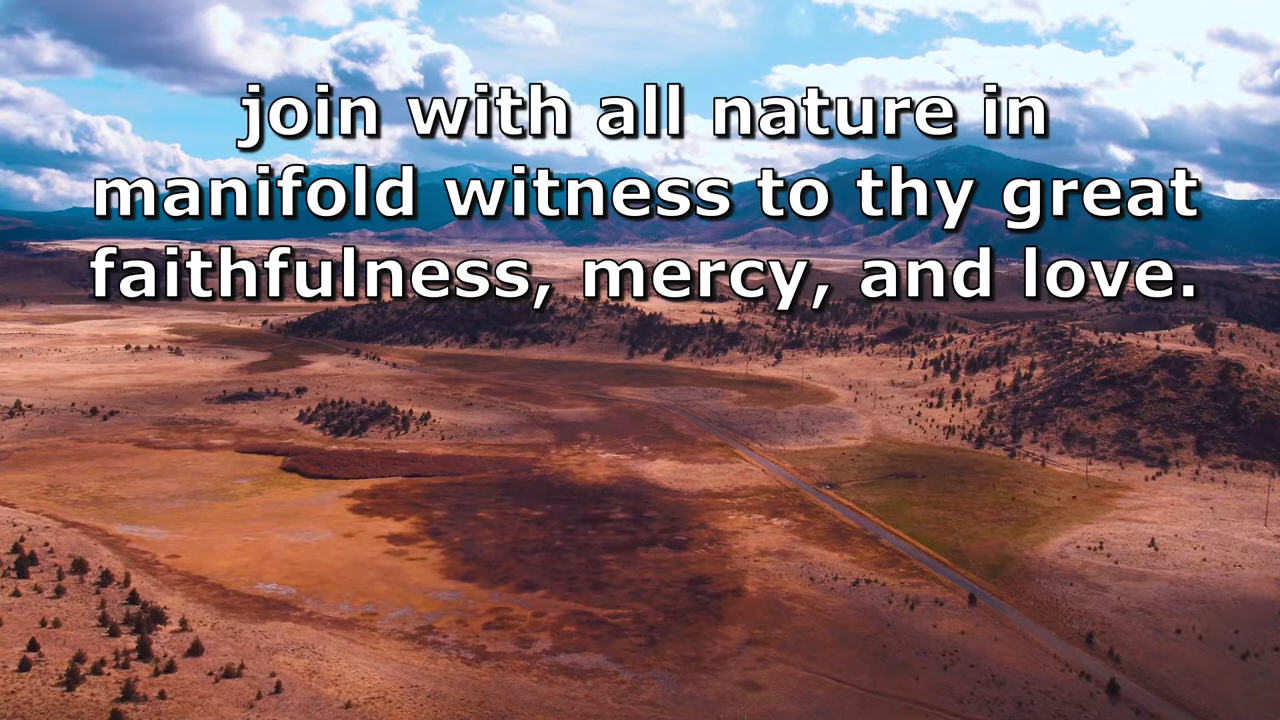 join with all nature in
manifold witness to thy great
faithfulness, mercy, and love.